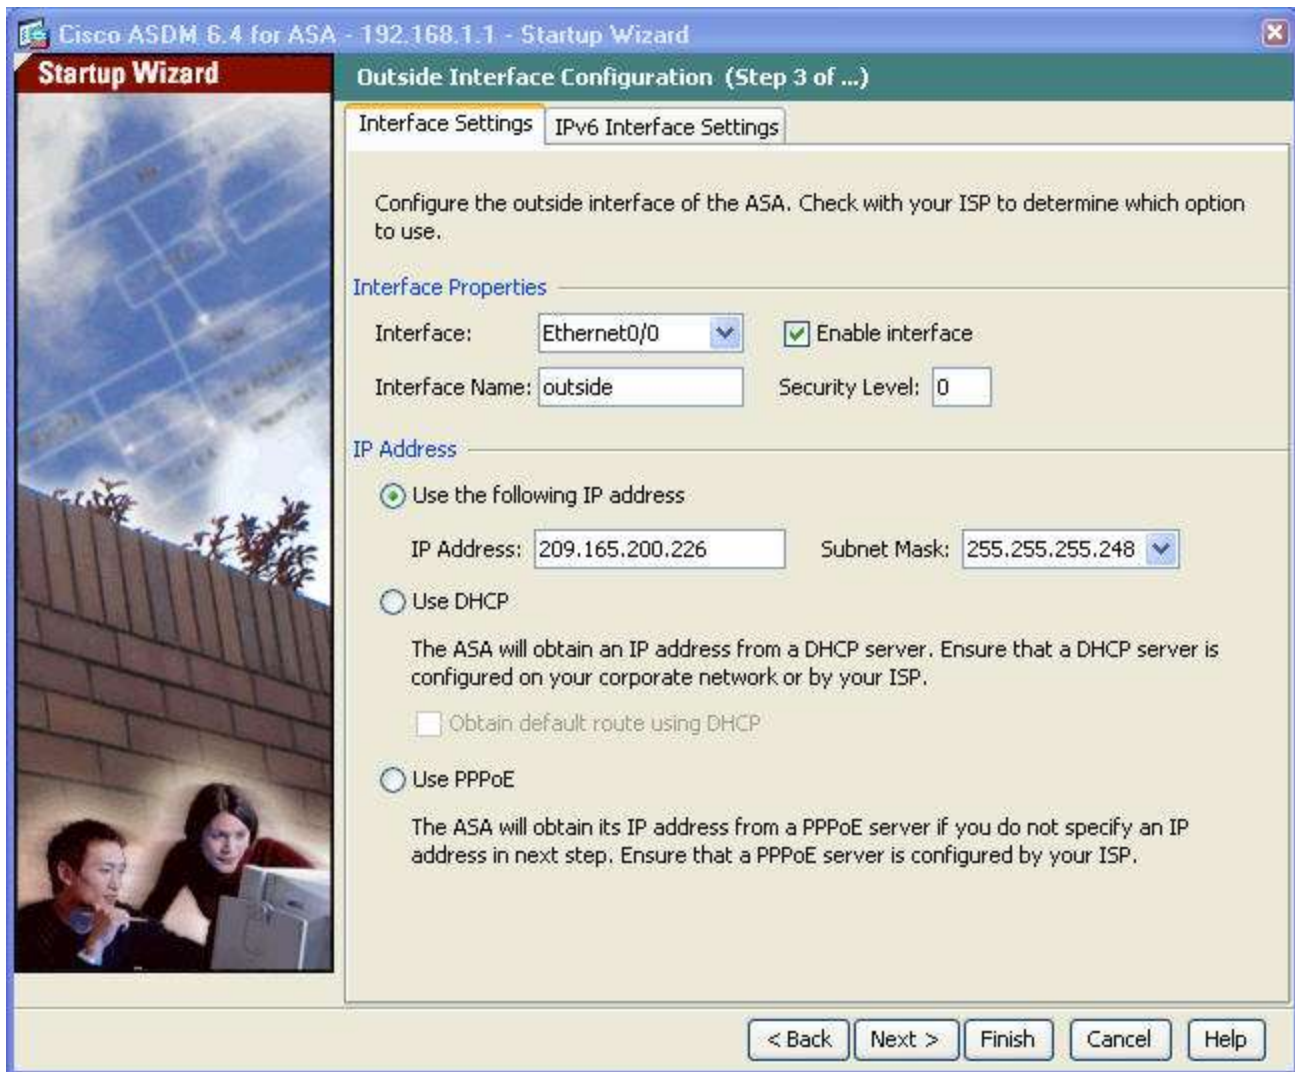 Cisco ASDM 6.4 for ASA - 192.168.1.1 - Startup Wizard
Startup Wizard
Outside Interface Configuration (Step 3 of ...)
Interface Settings
IPv6 Interface Settings
Configure the outside interface of the ASA. Check with your ISP to determine which option
to use.
Interface Properties
Interface: Ethernet0/0
Enable interface
Interface Name: outside
Security Level: 0
IP Address
Use the following IP address
IP Address: 209.165.200.226
Subnet Mask: 255.255.255.248
Use DHCP
The ASA will obtain an IP address from a DHCP server. Ensure that a DHCP server is
configured on your corporate network or by your ISP.
Obtain default route using DHCP
Use PPPoE
The ASA will obtain its IP address from a PPPoE server if you do not specify an IP
address in next step. Ensure that a PPPoE server is configured by your ISP.
< Back
Next >
Finish
Cancel
Help